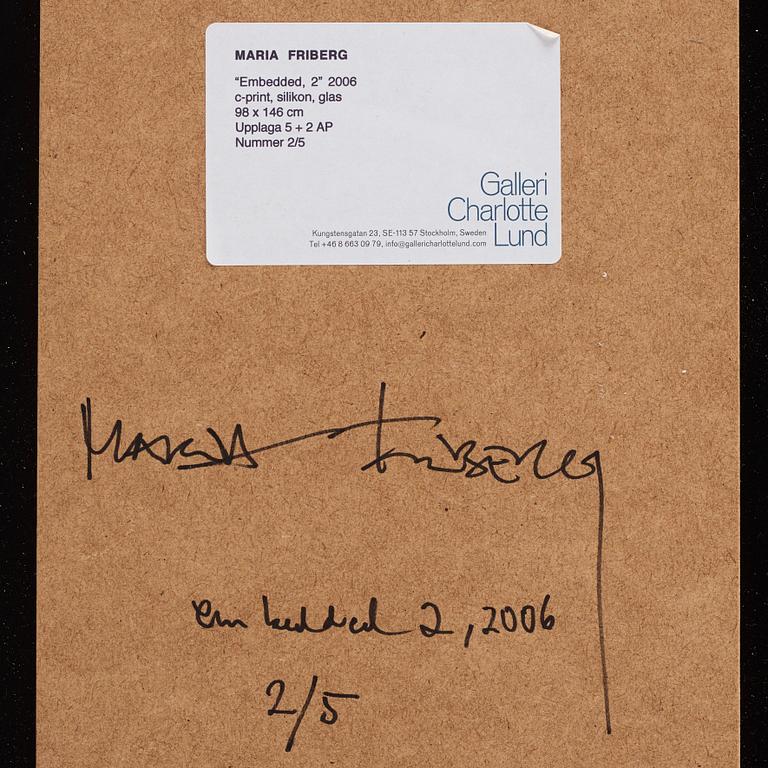 MARIA FRIBERG
"Embedded, 2" 2006
c-print, silikon, glas
98 x 146 cm
Upplaga 5 + 2 AP
Nummer 2/5
Galleri
Charlotte
Lund
Kungstensgatan 23, SE-113 57 Stockholm, Sweden
Tel +46 8 663 09 79, info@gallericharlottelund.com
MARIA FRIBERG
embedded 2, 2006
2/5